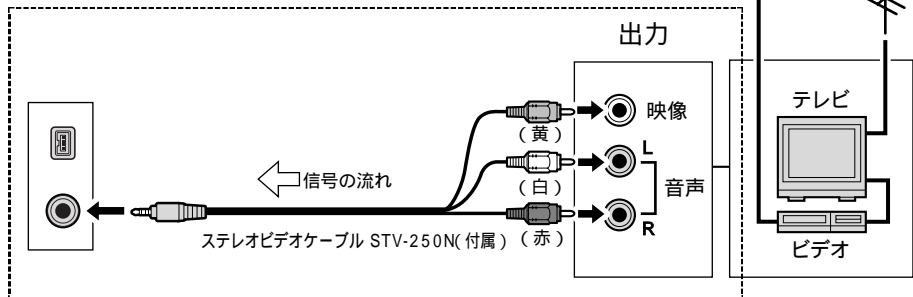 出力
映像
(黄)
L
信号の流れ
(白)
音声
ステレオビデオケーブル STV-250N(付属)
(赤)
R
テレビ
ビデオ